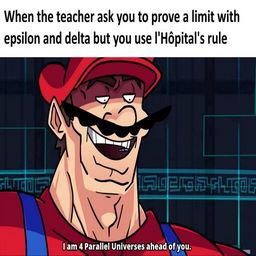 When the teacher ask you to prove a limit with
epsilon and delta but you use l'Hôpital's rule
I am 4 Parallel Universes ahead of you.